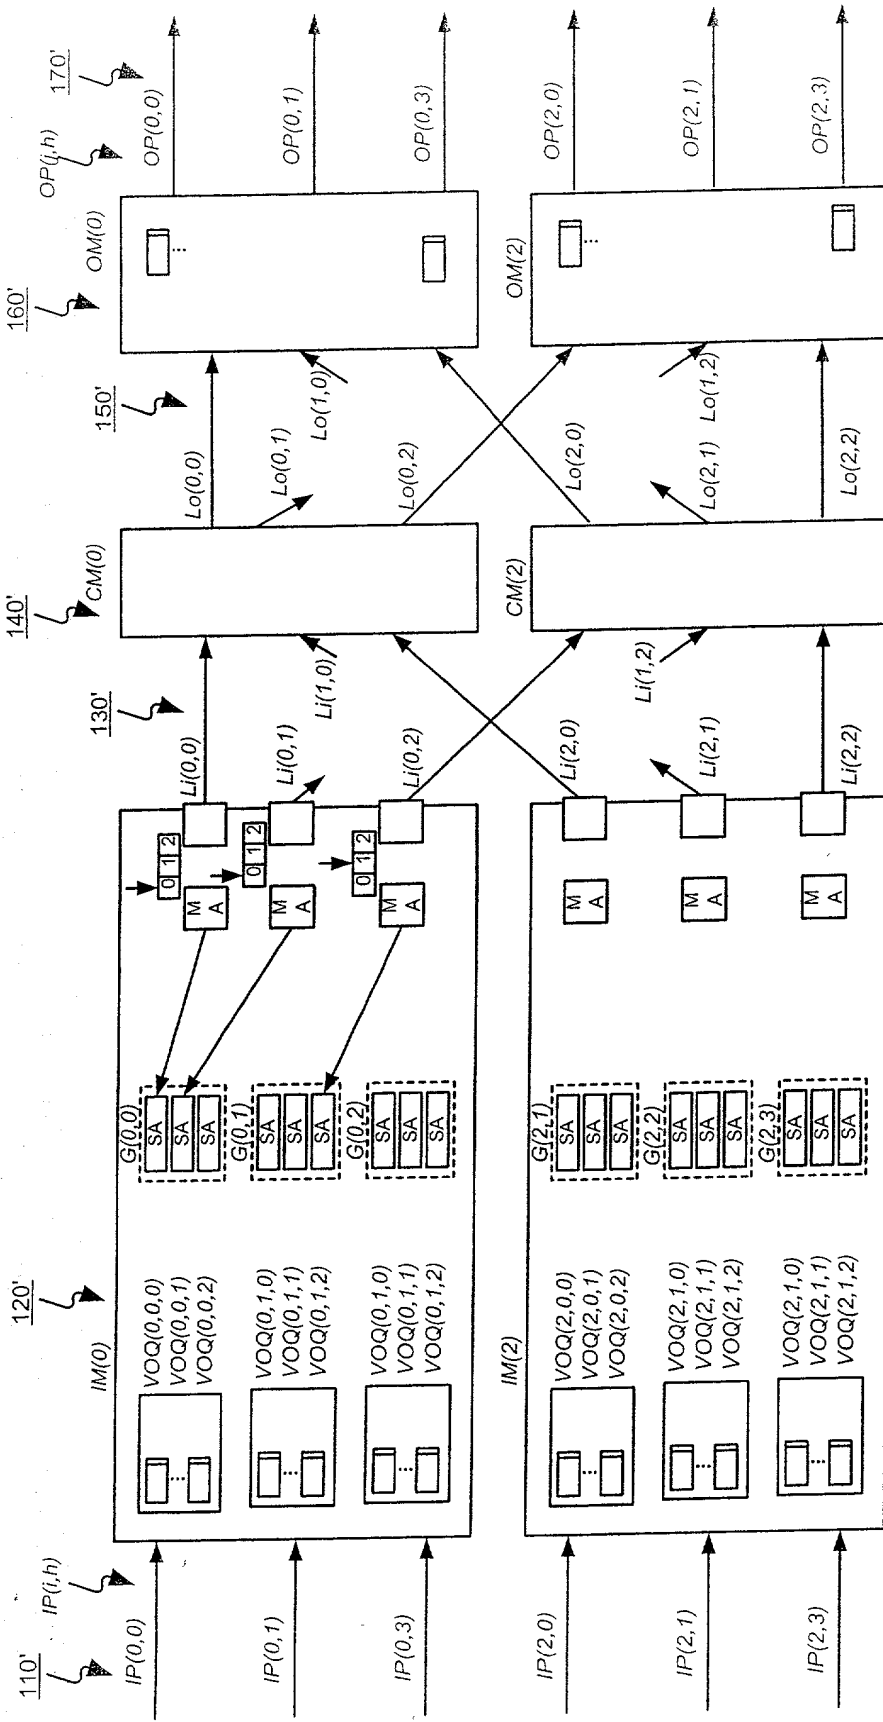 110'
IP(i,h)
120'
130'
140'
150'
160'
OP(j,h)
170'
IP(0,0)
IP(0,1)
IP(0,3)
IM(0)
VOQ(0,0,0)
VOQ(0,0,1)
VOQ(0,0,2)
VOQ(0,1,0)
VOQ(0,1,1)
VOQ(0,1,2)
VOQ(0,1,0)
VOQ(0,1,1)
VOQ(0,1,2)
G(0,0)
SA
SA
SA
G(0,1)
SA
SA
SA
G(0,2)
SA
SA
SA
M
A
0 1 2
M
A
0 1 2
M
A
0 1 2
Li(0,0)
Li(0,1)
Li(0,2)
Li(1,0)
CM(0)
Lo(0,0)
Lo(0,1)
Lo(0,2)
Lo(1,0)
OM(0)
OP(0,0)
OP(0,1)
OP(0,3)
IP(2,0)
IP(2,1)
IP(2,3)
IM(2)
VOQ(2,0,0)
VOQ(2,0,1)
VOQ(2,0,2)
VOQ(2,1,0)
VOQ(2,1,1)
VOQ(2,1,2)
VOQ(2,1,0)
VOQ(2,1,1)
VOQ(2,1,2)
G(2,1)
SA
SA
SA
G(2,2)
SA
SA
SA
G(2,3)
SA
SA
SA
M
A
M
A
M
A
Li(2,0)
Li(2,1)
Li(2,2)
Li(1,2)
CM(2)
Lo(2,0)
Lo(2,1)
Lo(2,2)
Lo(1,2)
OM(2)
OP(2,0)
OP(2,1)
OP(2,3)